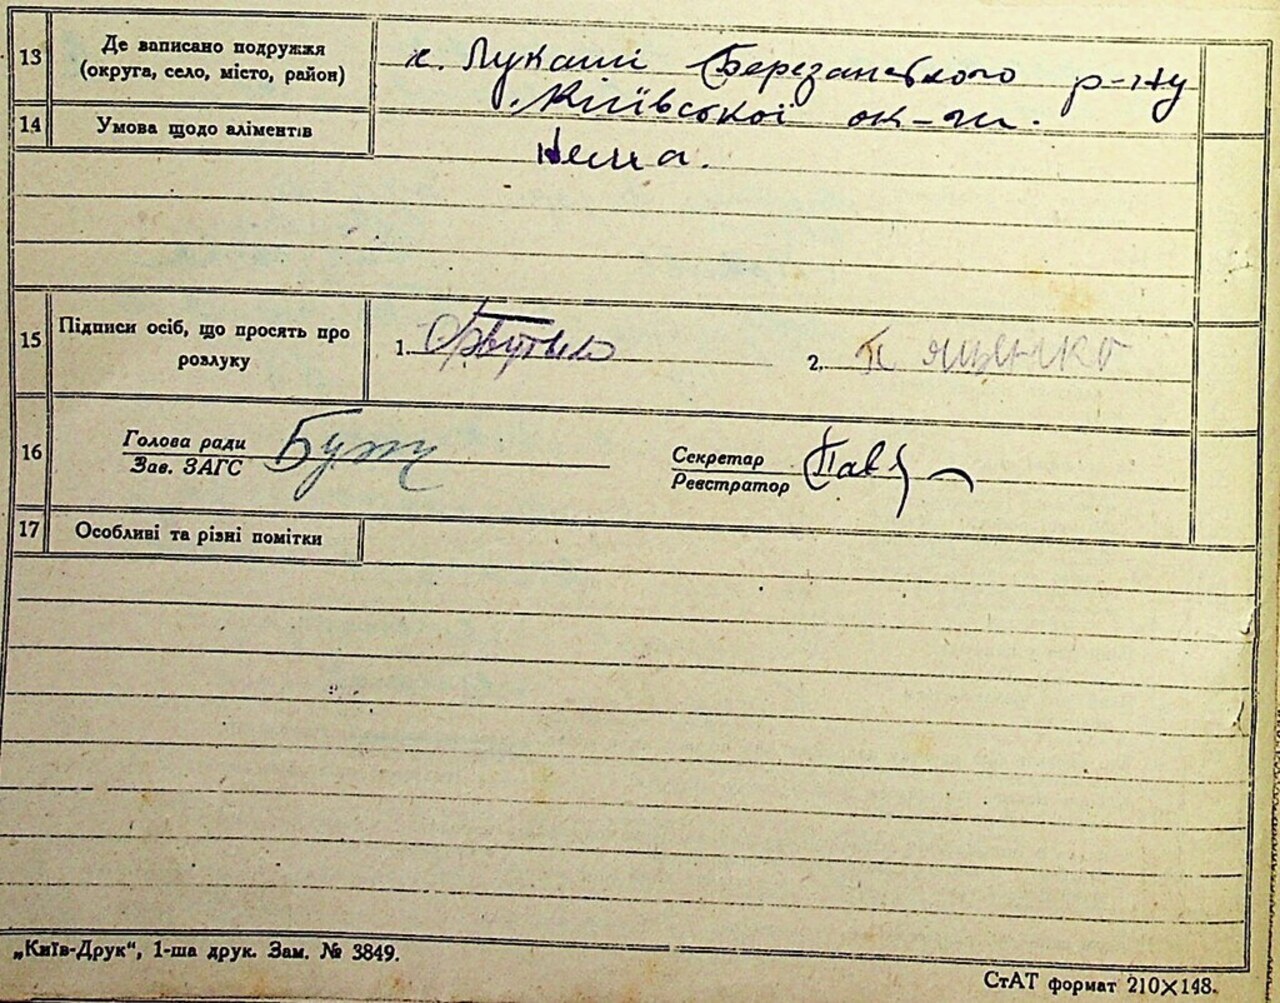 13 Де записано подружжя (округа, село, місто, район)
с. Лукаші Березанського р-ну
Київської ок-ги.
14 Умова щодо аліментів
Нема.
15 Підписи осіб, що просять про розлуку
1.
2. П ященко
16 Голова ради
Зав. ЗАГС
Секретар
Реєстратор
17 Особливі та різні помітки
„Київ-Друк“, 1-ша друк. Зам. № 3849.
СтАТ формат 210×148.